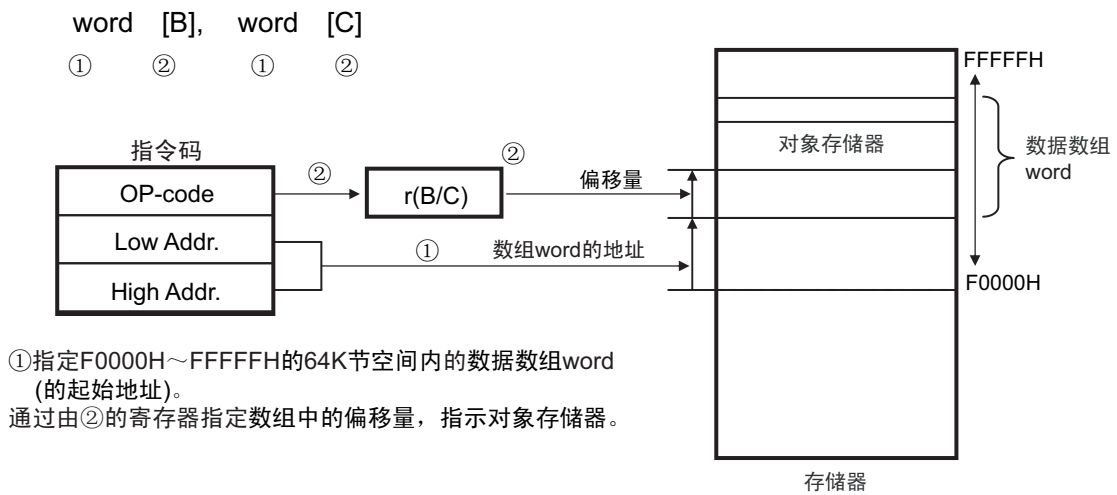 word [B], word [C]
① ② ① ②
FFFFFH
指令码
②
②
对象存储器
数据数组
word
OP-code
r(B/C)
偏移量
Low Addr.
①
数组word的地址
High Addr.
F0000H
①指定F0000H～FFFFFH的64K节空间内的数据数组word
(的起始地址)。
通过由②的寄存器指定数组中的偏移量，指示对象存储器。
存储器